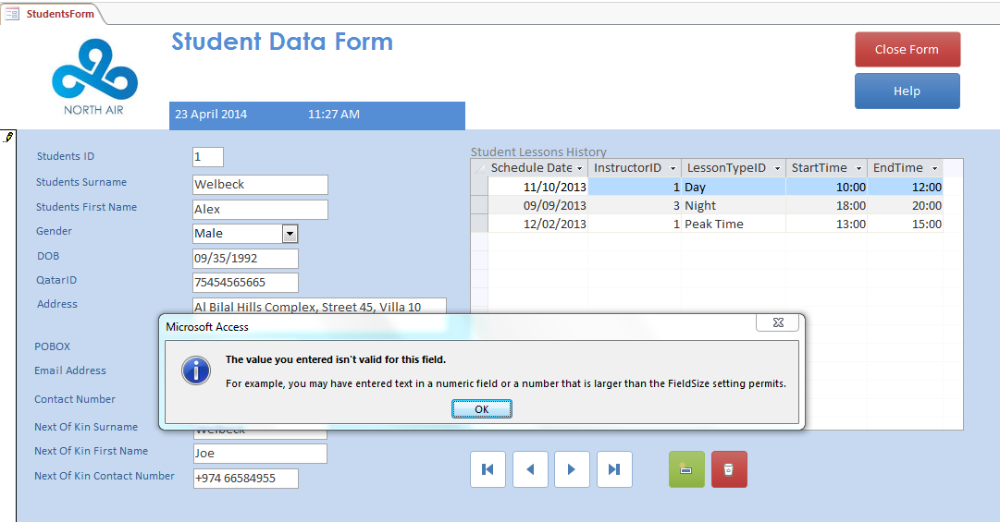 StudentsForm
Student Data Form
NORTH AIR
23 April 2014 11:27 AM
Close Form
Help
Students ID 1
Students Surname Welbeck
Students First Name Alex
Gender Male
DOB 09/35/1992
QatarID 75454565665
Address Al Bilal Hills Complex, Street 45, Villa 10
POBOX
Email Address
Contact Number
Next Of Kin Surname Welbeck
Next Of Kin First Name Joe
Next Of Kin Contact Number +974 66584955
Student Lessons History
Schedule Date InstructorID LessonTypeID StartTime EndTime
11/10/2013 1 Day 10:00 12:00
09/09/2013 3 Night 18:00 20:00
12/02/2013 1 Peak Time 13:00 15:00
Microsoft Access
The value you entered isn't valid for this field.
For example, you may have entered text in a numeric field or a number that is larger than the FieldSize setting permits.
OK